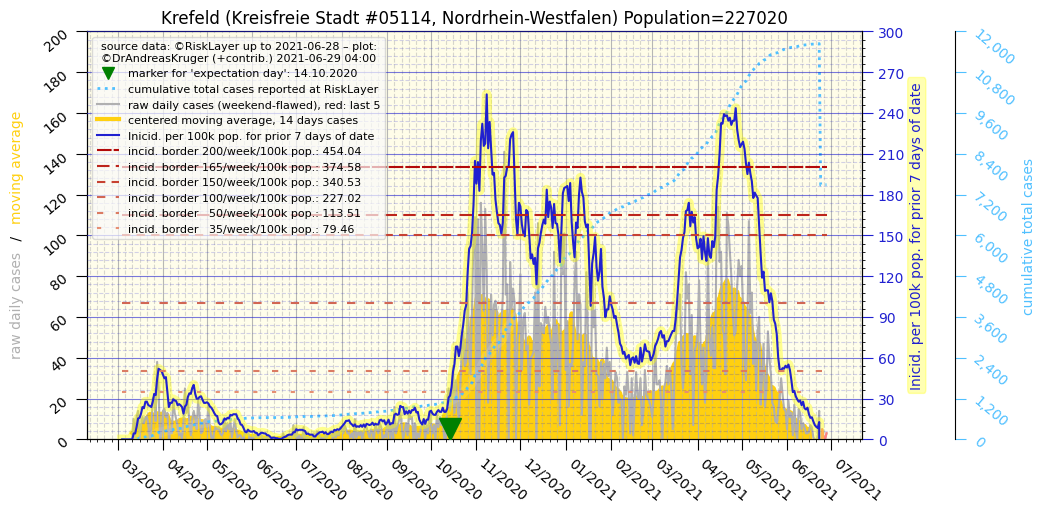 Krefeld (Kreisfreie Stadt #05114, Nordrhein-Westfalen) Population=227020
source data: ©RiskLayer up to 2021-06-28 – plot:
©DrAndreasKruger (+contrib.) 2021-06-29 04:00
marker for 'expectation day': 14.10.2020
cumulative total cases reported at RiskLayer
raw daily cases (weekend-flawed), red: last 5
centered moving average, 14 days cases
Inicid. per 100k pop. for prior 7 days of date
incid. border 200/week/100k pop.: 454.04
incid. border 165/week/100k pop.: 374.58
incid. border 150/week/100k pop.: 340.53
incid. border 100/week/100k pop.: 227.02
incid. border   50/week/100k pop.: 113.51
incid. border   35/week/100k pop.: 79.46
raw daily cases   /   moving average
200
180
160
140
120
100
80
60
40
20
0
300
270
240
210
180
150
120
90
60
30
0
Inicid. per 100k pop. for prior 7 days of date
12,000
10,800
9,600
8,400
7,200
6,000
4,800
3,600
2,400
1,200
0
cumulative total cases
03/2020
04/2020
05/2020
06/2020
07/2020
08/2020
09/2020
10/2020
11/2020
12/2020
01/2021
02/2021
03/2021
04/2021
05/2021
06/2021
07/2021